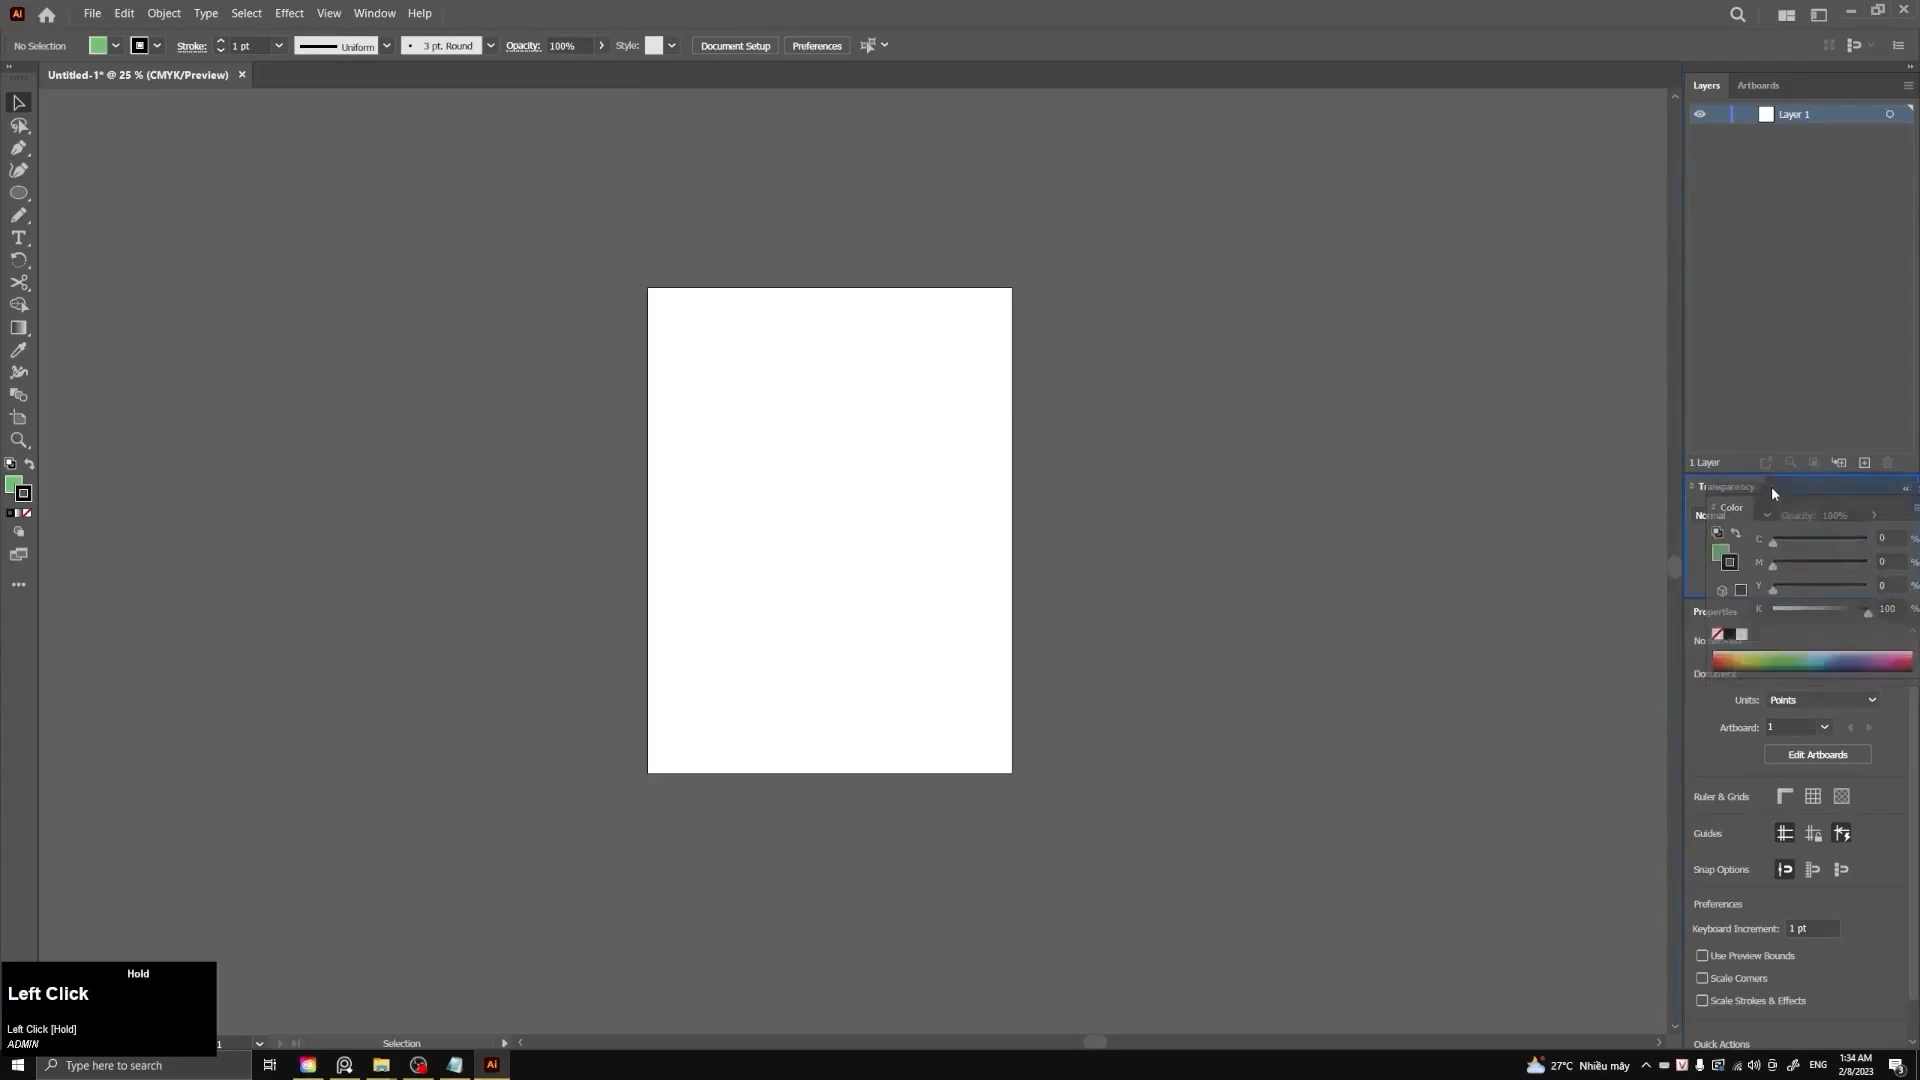 Ai File Edit Object Type Select Effect View Window Help
No Selection Stroke: 1 pt Uniform 3 pt. Round Opacity: 100% Style: Document Setup Preferences
Untitled-1* @ 25 % (CMYK/Preview)
Layers Artboards
Layer 1
1 Layer
Transparency
Color
Opacity: 100%
C 0 %
M 0 %
Y 0 %
K 100 %
Properties
Units: Points
Artboard: 1
Edit Artboards
Ruler & Grids
Guides
Snap Options
Preferences
Keyboard Increment: 1 pt
Use Preview Bounds
Scale Corners
Scale Strokes & Effects
Quick Actions
Hold
Left Click
Left Click [Hold]
ADMIN
1 Selection
Type here to search
Ai
27°C Nhiều mây
V
ENG
1:34 AM
2/8/2023
3